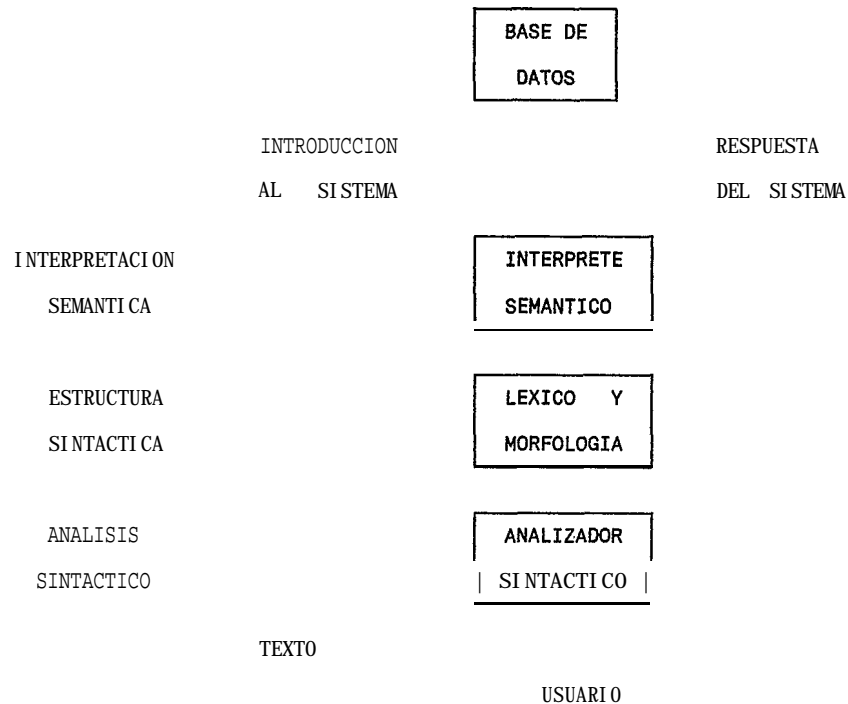 BASE DE
DATOS
INTRODUCCION RESPUESTA
AL SISTEMA DEL SISTEMA
INTERPRETACION INTERPRETE
SEMANTICA SEMANTICO
ESTRUCTURA LEXICO Y
SINTACTICA MORFOLOGIA
ANALISIS ANALIZADOR
SINTACTICO | SINTACTICO |
TEXTO
USUARIO